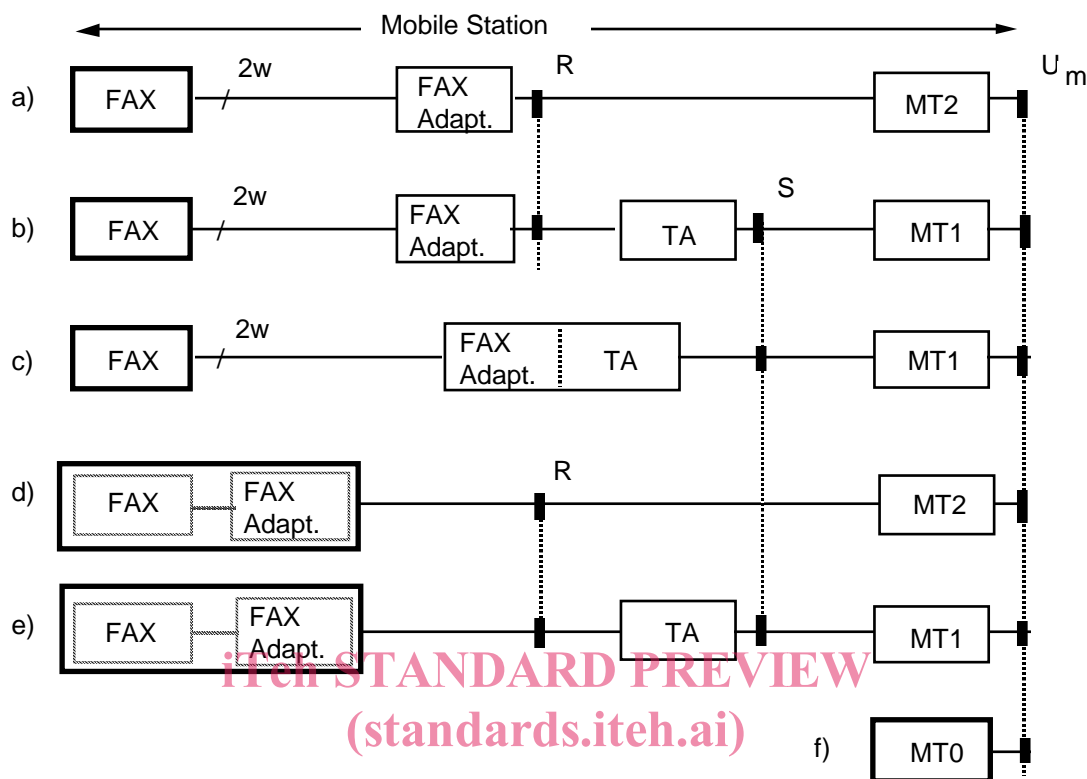 Mobile Station
2w R U'm
a) FAX FAX Adapt. MT2
2w S
b) FAX FAX Adapt. TA MT1
2w
c) FAX FAX Adapt. TA MT1
R
d) FAX FAX Adapt. MT2
e) FAX FAX Adapt. TA MT1
iTeh STANDARD PREVIEW
(standards.iteh.ai)
f) MT0